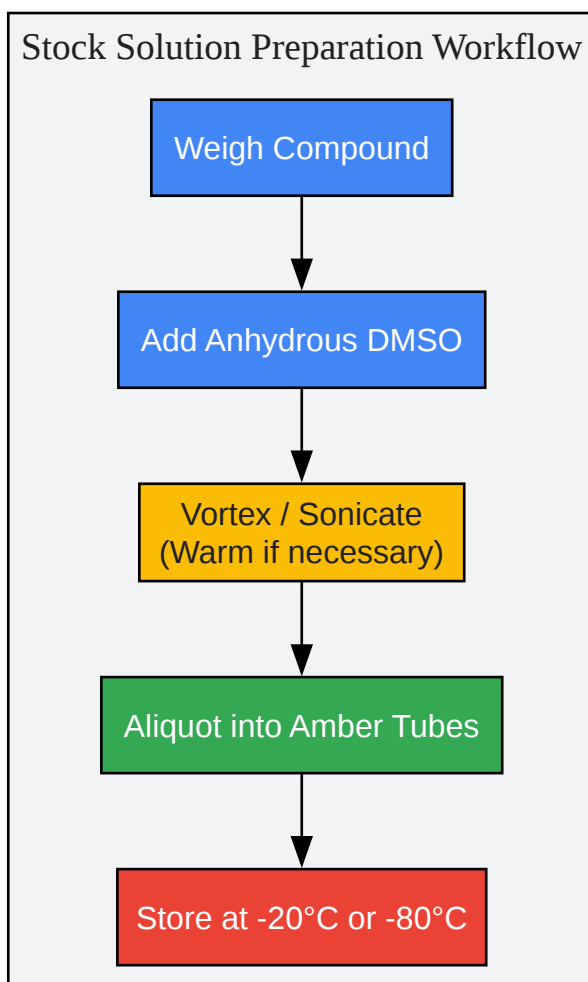 Stock Solution Preparation Workflow
Weigh Compound
Add Anhydrous DMSO
Vortex / Sonicate
(Warm if necessary)
Aliquot into Amber Tubes
Store at -20°C or -80°C